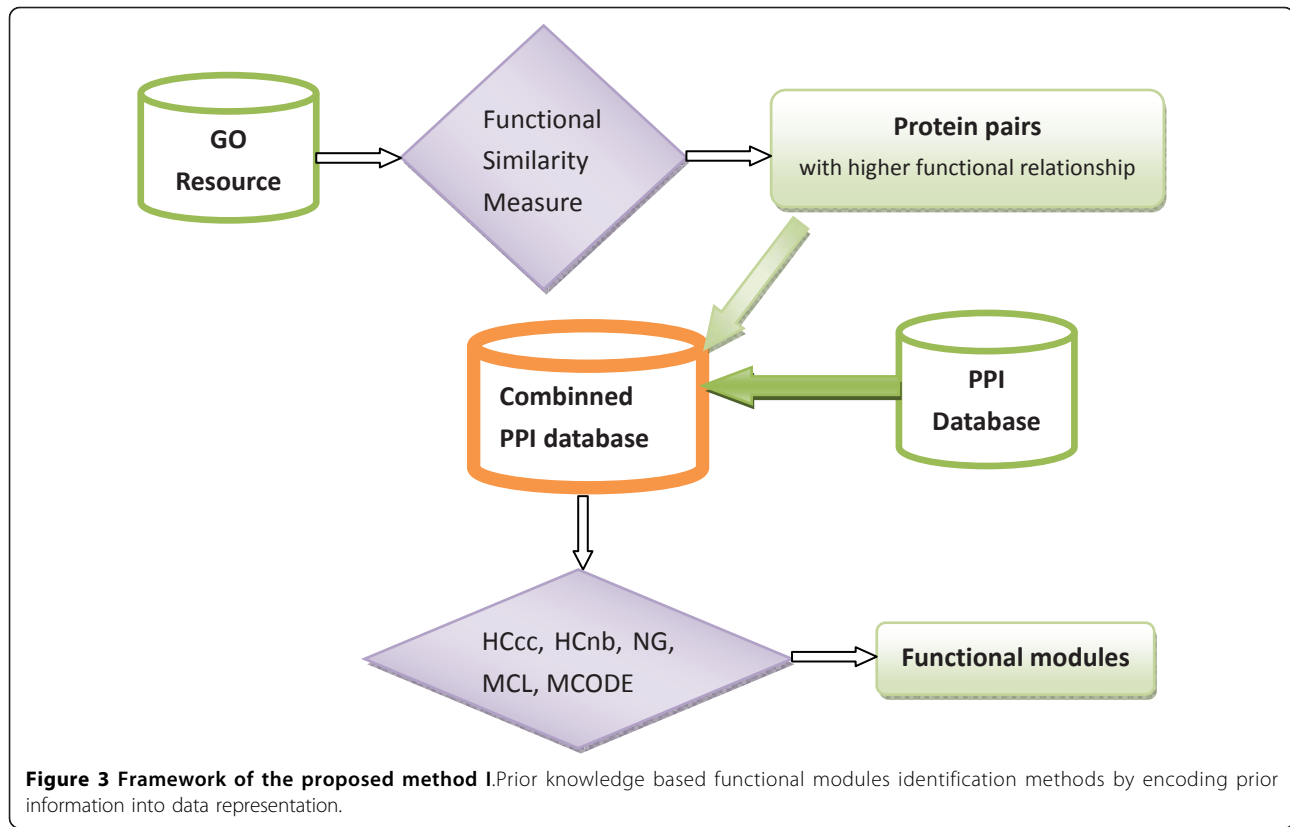 GO
Resource
Functional
Similarity
Measure
Protein pairs
with higher functional relationship
Combinned
PPI database
PPI
Database
HCcc, HCnb, NG,
MCL, MCODE
Functional modules
Figure 3 Framework of the proposed method I.Prior knowledge based functional modules identification methods by encoding prior
information into data representation.